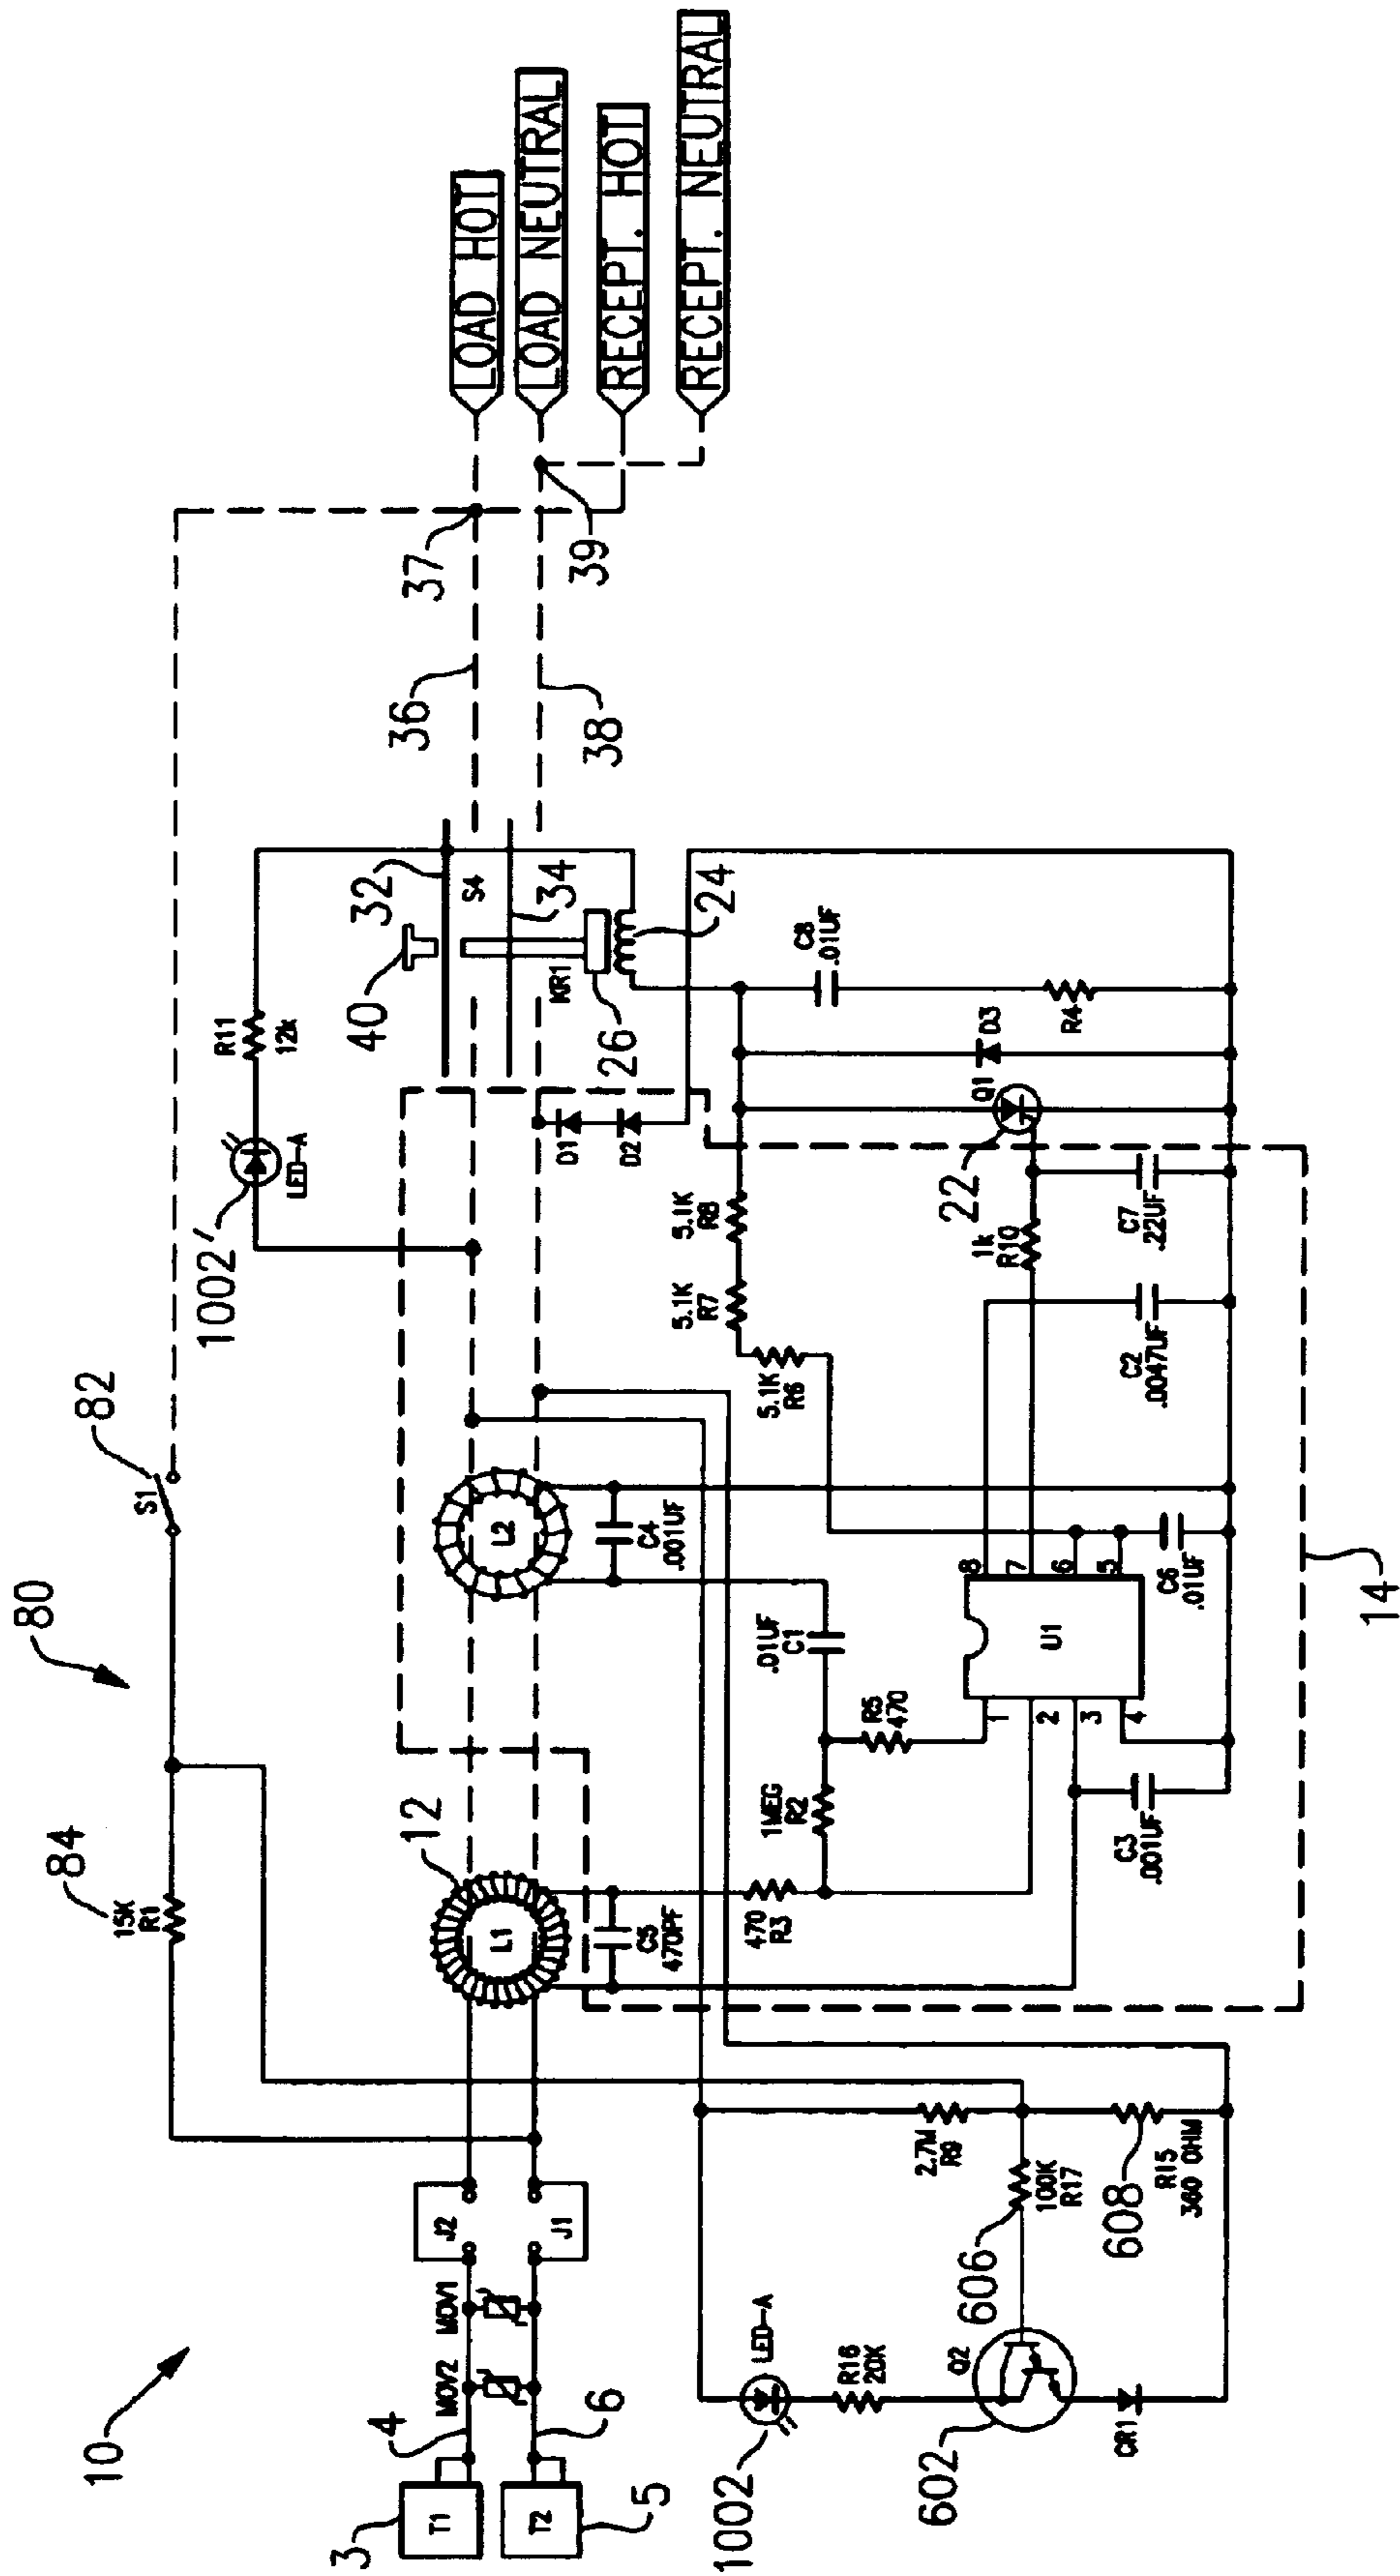 10
80
82
S1
84
15K
R1
1002'
LED-A
R11
12k
40
32
S4
34
KR1
26
24
36
38
37
39
LOAD HOT
LOAD NEUTRAL
RECEPT. HOT
RECEPT. NEUTRAL
3
T1
4
MOV2
MOV1
J2
J1
T2
5
6
12
L1
L2
C5
470PF
C4
.001UF
D1
D2
470
R3
1MEG
R2
.01UF
C1
R5
470
5.1K
R6
5.1K
R7
5.1K
R8
C8
.01UF
R4
D3
Q1
22
1k
R10
C7
.22UF
C2
.0047UF
C6
.01UF
U1
1
2
3
4
8
7
6
5
C3
.001UF
14
1002
LED-A
R16
20K
Q2
602
CR1
606
100K
R17
2.7M
R9
608
R15
360 OHM